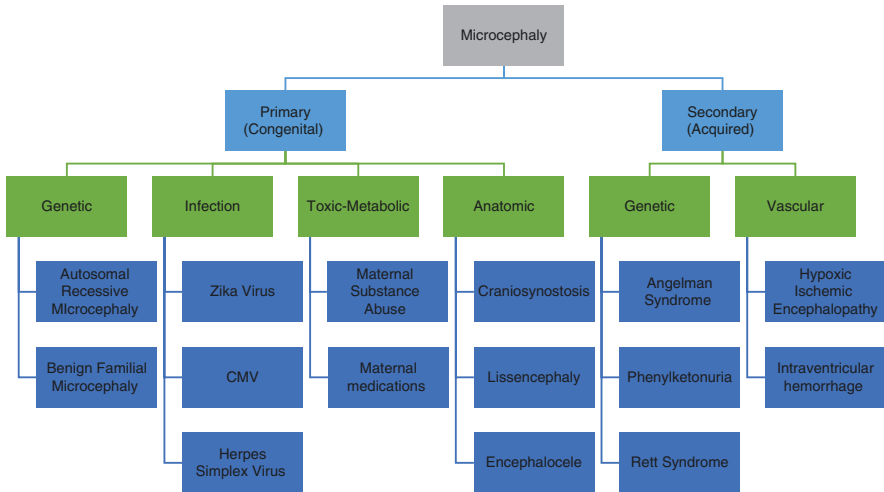 Microcephaly
Primary
(Congenital)
Secondary
(Acquired)
Genetic
Infection
Toxic-Metabolic
Anatomic
Genetic
Vascular
Autosomal
Recessive
MIcrocephaly
Zika Virus
Maternal
Substance
Abuse
Craniosynostosis
Angelman
Syndrome
Hypoxic
Ischemic
Encephalopathy
Benign Familial
Microcephaly
CMV
Maternal
medications
Lissencephaly
Phenylketonuria
Intraventricular
hemorrhage
Herpes
Simplex Virus
Encephalocele
Rett Syndrome